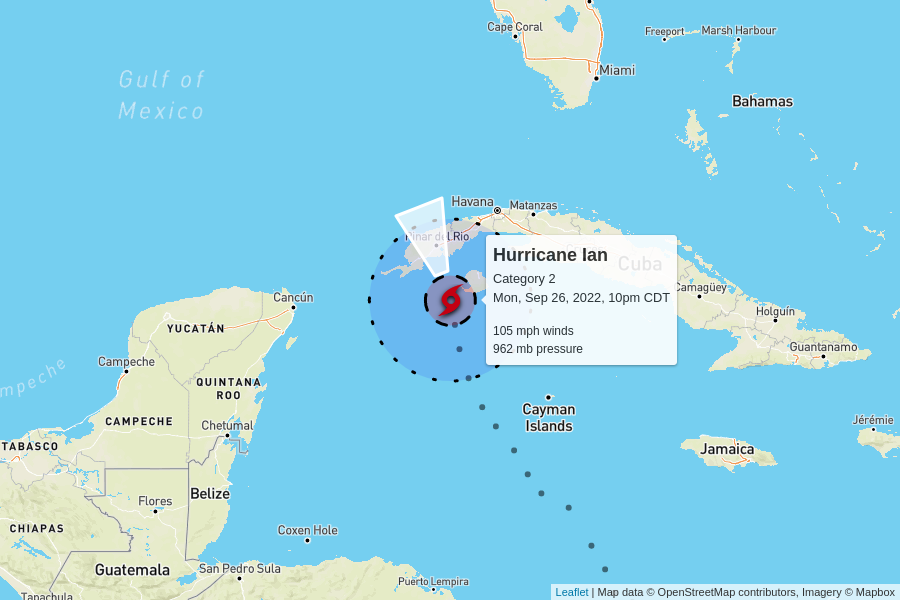 Cape Coral
Freeport
Marsh Harbour
Miami
Gulf of
Mexico
Bahamas
Havana
Matanzas
Pinar del Rio
Hurricane Ian
Cuba
Category 2
Camagüey
Mon, Sep 26, 2022, 10pm CDT
Cancún
Holguín
YUCATÁN
105 mph winds
962 mb pressure
Guantanamo
Campeche
mpeche
QUINTANA
ROO
Cayman
Islands
CAMPECHE
Chetumal
Jérémie
TABASCO
Jamaica
Belize
Flores
CHIAPAS
Coxen Hole
Guatemala
San Pedro Sula
Puerto Lempira
Tapachula
Leaflet | Map data © OpenStreetMap contributors, Imagery © Mapbox